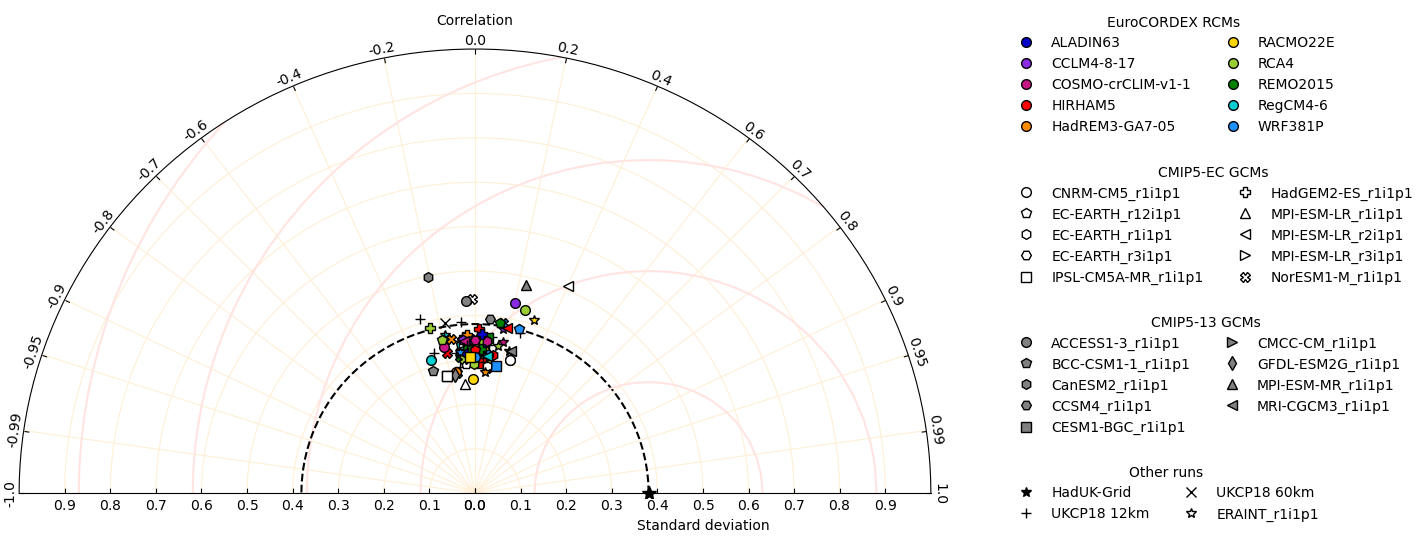 Correlation
-1.0
-0.99
-0.95
-0.9
-0.8
-0.7
-0.6
-0.4
-0.2
0.0
0.2
0.4
0.6
0.7
0.8
0.9
0.95
0.99
1.0
0.9 0.8 0.7 0.6 0.5 0.4 0.3 0.2 0.1 0.0 0.0 0.1 0.2 0.3 0.4 0.5 0.6 0.7 0.8 0.9
Standard deviation
EuroCORDEX RCMs
ALADIN63 RACMO22E
CCLM4-8-17 RCA4
COSMO-crCLIM-v1-1 REMO2015
HIRHAM5 RegCM4-6
HadREM3-GA7-05 WRF381P
CMIP5-EC GCMs
CNRM-CM5_r1i1p1 HadGEM2-ES_r1i1p1
EC-EARTH_r12i1p1 MPI-ESM-LR_r1i1p1
EC-EARTH_r1i1p1 MPI-ESM-LR_r2i1p1
EC-EARTH_r3i1p1 MPI-ESM-LR_r3i1p1
IPSL-CM5A-MR_r1i1p1 NorESM1-M_r1i1p1
CMIP5-13 GCMs
ACCESS1-3_r1i1p1 CMCC-CM_r1i1p1
BCC-CSM1-1_r1i1p1 GFDL-ESM2G_r1i1p1
CanESM2_r1i1p1 MPI-ESM-MR_r1i1p1
CCSM4_r1i1p1 MRI-CGCM3_r1i1p1
CESM1-BGC_r1i1p1
Other runs
HadUK-Grid UKCP18 60km
UKCP18 12km ERAINT_r1i1p1